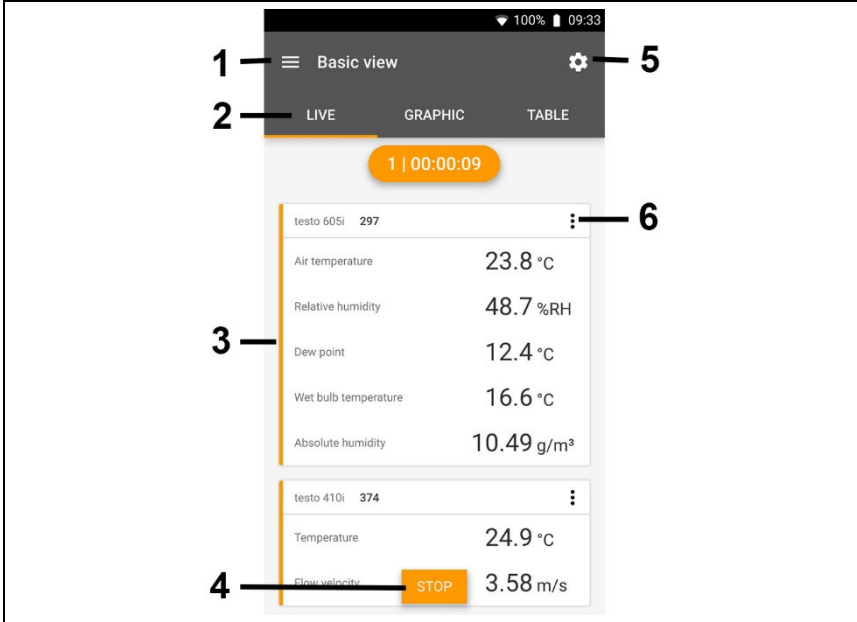 100% 09:33
1 Basic view 5
2 LIVE GRAPHIC TABLE
1 | 00:00:09
testo 605i 297 6
Air temperature 23.8 °C
Relative humidity 48.7 %RH
3 Dew point 12.4 °C
Wet bulb temperature 16.6 °C
Absolute humidity 10.49 g/m³
testo 410i 374
Temperature 24.9 °C
4 Flow velocity STOP 3.58 m/s